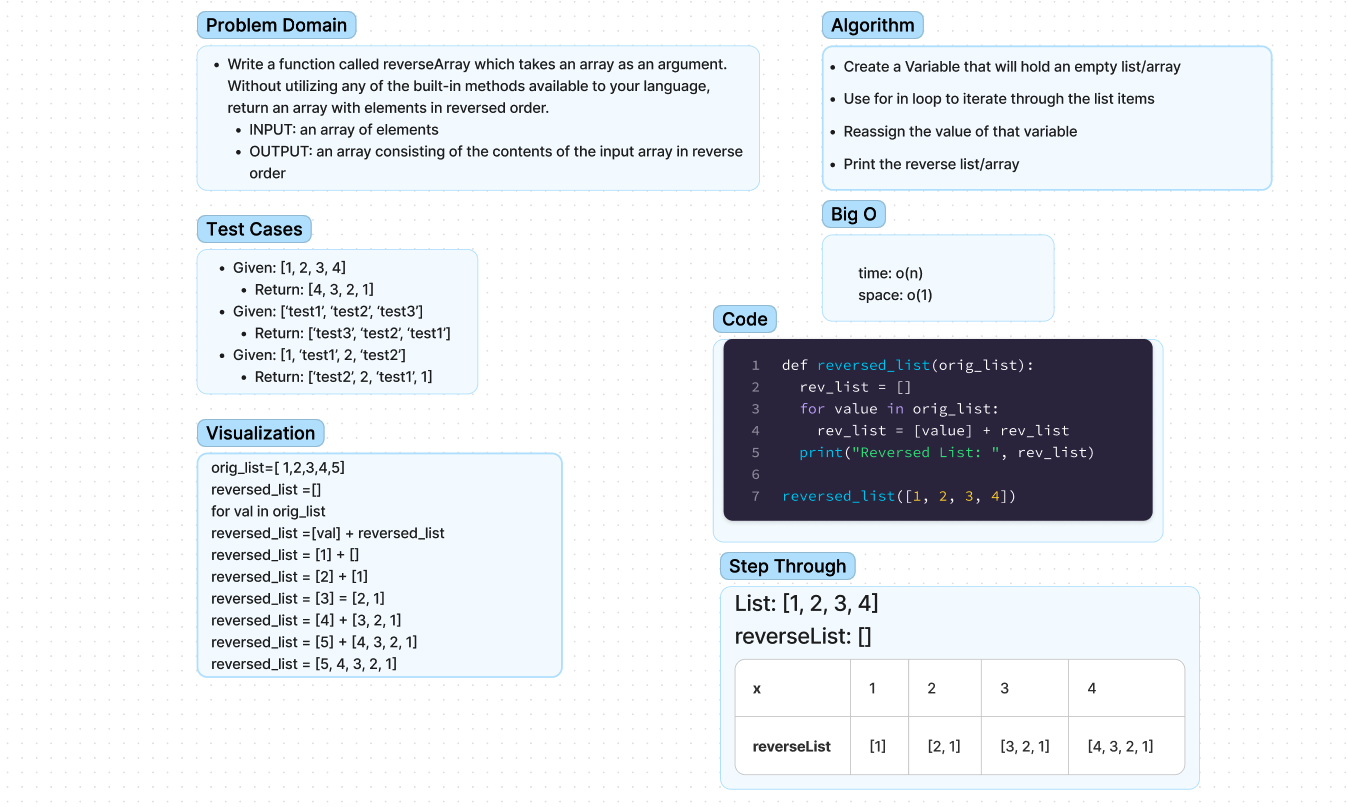 Problem Domain
• Write a function called reverseArray which takes an array as an argument.
Without utilizing any of the built-in methods available to your language,
return an array with elements in reversed order.
• INPUT: an array of elements
• OUTPUT: an array consisting of the contents of the input array in reverse
order
Test Cases
• Given: [1, 2, 3, 4]
• Return: [4, 3, 2, 1]
• Given: [‘test1’, ‘test2’, ‘test3’]
• Return: [‘test3’, ‘test2’, ‘test1’]
• Given: [1, ‘test1’, 2, ‘test2’]
• Return: [‘test2’, 2, ‘test1’, 1]
Visualization
orig_list=[ 1,2,3,4,5]
reversed_list =[]
for val in orig_list
reversed_list =[val] + reversed_list
reversed_list = [1] + []
reversed_list = [2] + [1]
reversed_list = [3] = [2, 1]
reversed_list = [4] + [3, 2, 1]
reversed_list = [5] + [4, 3, 2, 1]
reversed_list = [5, 4, 3, 2, 1]
Algorithm
• Create a Variable that will hold an empty list/array
• Use for in loop to iterate through the list items
• Reassign the value of that variable
• Print the reverse list/array
Big O
time: o(n)
space: o(1)
Code
1 def reversed_list(orig_list):
2 rev_list = []
3 for value in orig_list:
4 rev_list = [value] + rev_list
5 print("Reversed List: ", rev_list)
6
7 reversed_list([1, 2, 3, 4])
Step Through
List: [1, 2, 3, 4]
reverseList: []
x 1 2 3 4
reverseList [1] [2, 1] [3, 2, 1] [4, 3, 2, 1]